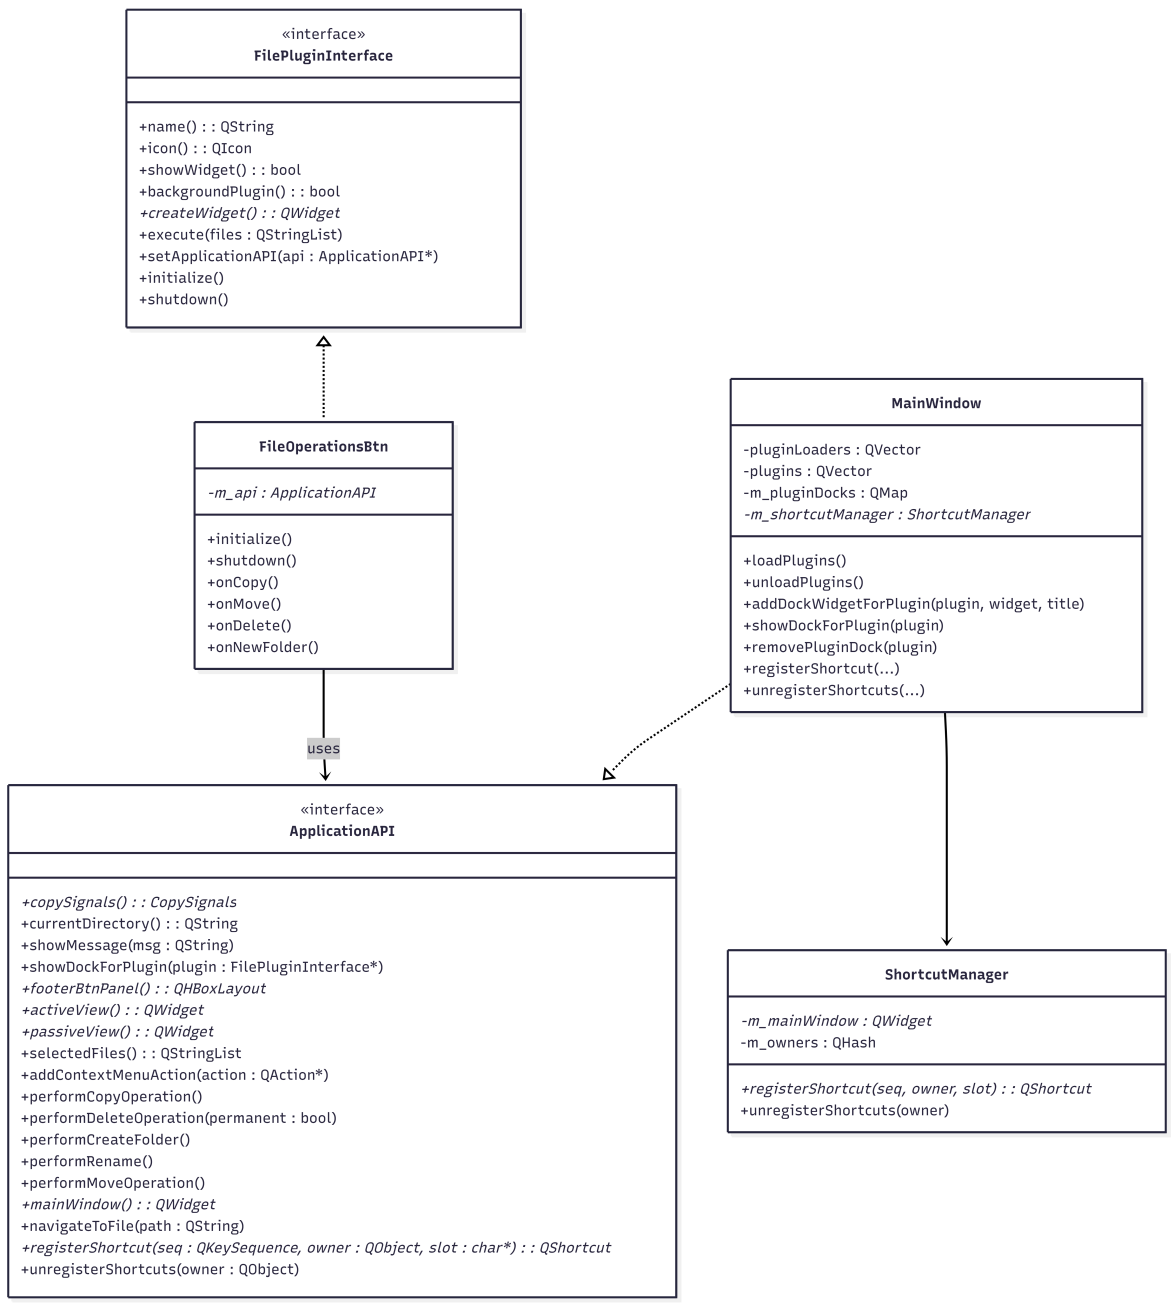 «interface»
FilePluginInterface
+name() : : QString
+icon() : : QIcon
+showWidget() : : bool
+backgroundPlugin() : : bool
+createWidget() : : QWidget
+execute(files : QStringList)
+setApplicationAPI(api : ApplicationAPI*)
+initialize()
+shutdown()
FileOperationsBtn
-m_api : ApplicationAPI
+initialize()
+shutdown()
+onCopy()
+onMove()
+onDelete()
+onNewFolder()
MainWindow
-pluginLoaders : QVector
-plugins : QVector
-m_pluginDocks : QMap
-m_shortcutManager : ShortcutManager
+loadPlugins()
+unloadPlugins()
+addDockWidgetForPlugin(plugin, widget, title)
+showDockForPlugin(plugin)
+removePluginDock(plugin)
+registerShortcut(...)
+unregisterShortcuts(...)
uses
«interface»
ApplicationAPI
+copySignals() : : CopySignals
+currentDirectory() : : QString
+showMessage(msg : QString)
+showDockForPlugin(plugin : FilePluginInterface*)
+footerBtnPanel() : : QHBoxLayout
+activeView() : : QWidget
+passiveView() : : QWidget
+selectedFiles() : : QStringList
+addContextMenuAction(action : QAction*)
+performCopyOperation()
+performDeleteOperation(permanent : bool)
+performCreateFolder()
+performRename()
+performMoveOperation()
+mainWindow() : : QWidget
+navigateToFile(path : QString)
+registerShortcut(seq : QKeySequence, owner : QObject, slot : char*) : : QShortcut
+unregisterShortcuts(owner : QObject)
ShortcutManager
-m_mainWindow : QWidget
-m_owners : QHash
+registerShortcut(seq, owner, slot) : : QShortcut
+unregisterShortcuts(owner)